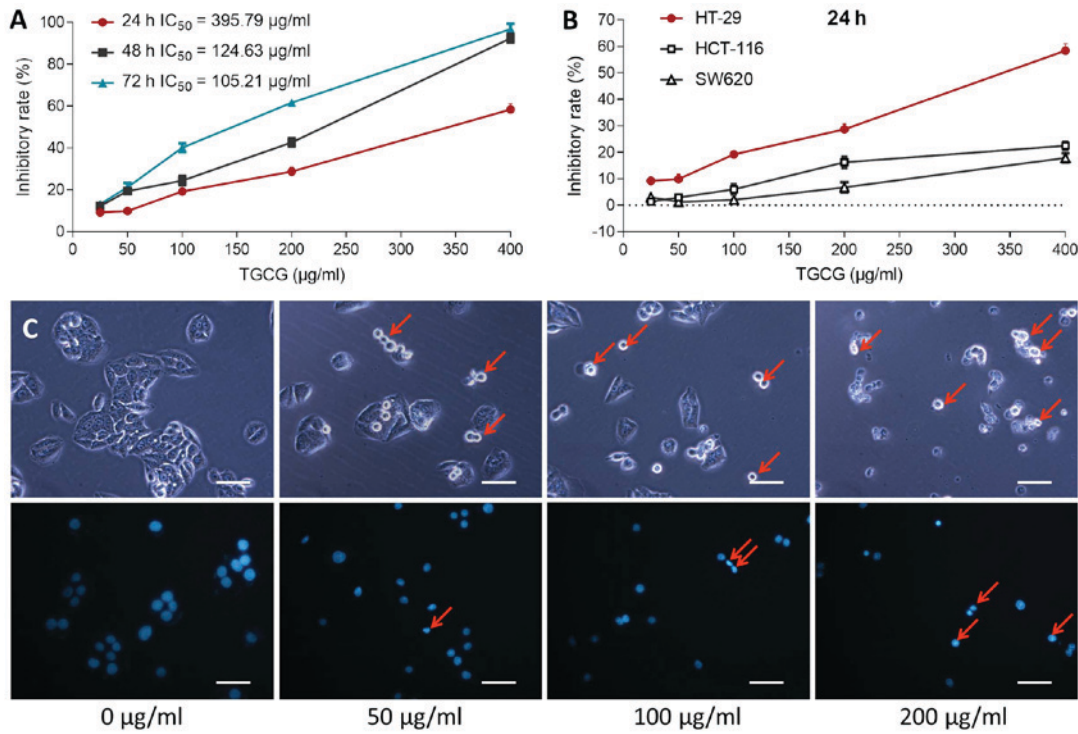 A
24 h IC50 = 395.79 µg/ml
48 h IC50 = 124.63 µg/ml
72 h IC50 = 105.21 µg/ml
Inhibitory rate (%)
100
80
60
40
20
0
0 50 100 150 200 250 300 350 400
TGCG (µg/ml)
B
24 h
HT-29
HCT-116
SW620
Inhibitory rate (%)
70
60
50
40
30
20
10
0
-10
0 50 100 150 200 250 300 350 400
TGCG (µg/ml)
C
0 µg/ml
50 µg/ml
100 µg/ml
200 µg/ml